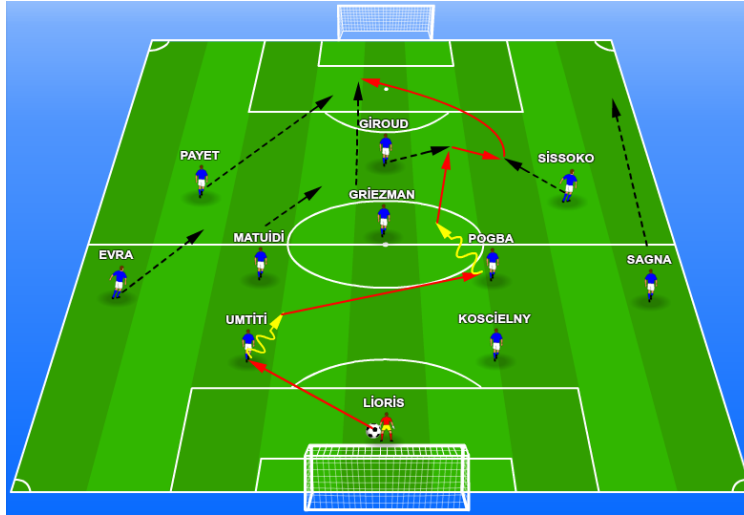 GİROUD
PAYET
SİSSOKO
GRİEZMAN
MATUİDİ
POGBA
EVRA
SAGNA
UMTİTİ
KOSCİELNY
LİORİS